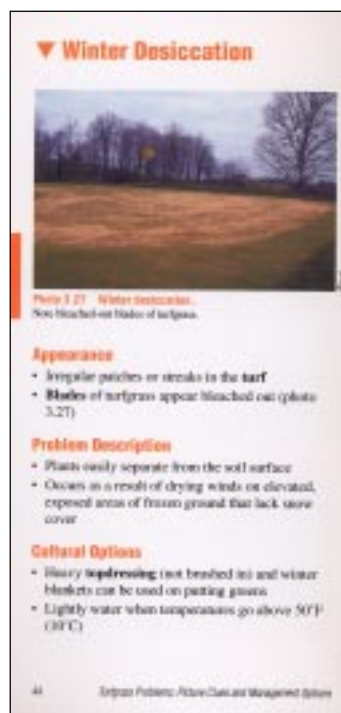 ▼ Winter Desiccation
Photo 3.27 Winter desiccation.
Note bleached-out blades of turfgrass.
Appearance
• Irregular patches or streaks in the turf
• Blades of turfgrass appear bleached out (photo
3.27)
Problem Description
• Plants easily separate from the soil surface
• Occurs as a result of drying winds on elevated,
exposed areas of frozen ground that lack snow
cover
Cultural Options
• Heavy topdressing (not brushed in) and winter
blankets can be used on putting greens
• Lightly water when temperatures go above 50°F
(10°C)
44 Turfgrass Problems: Picture Clues and Management Options